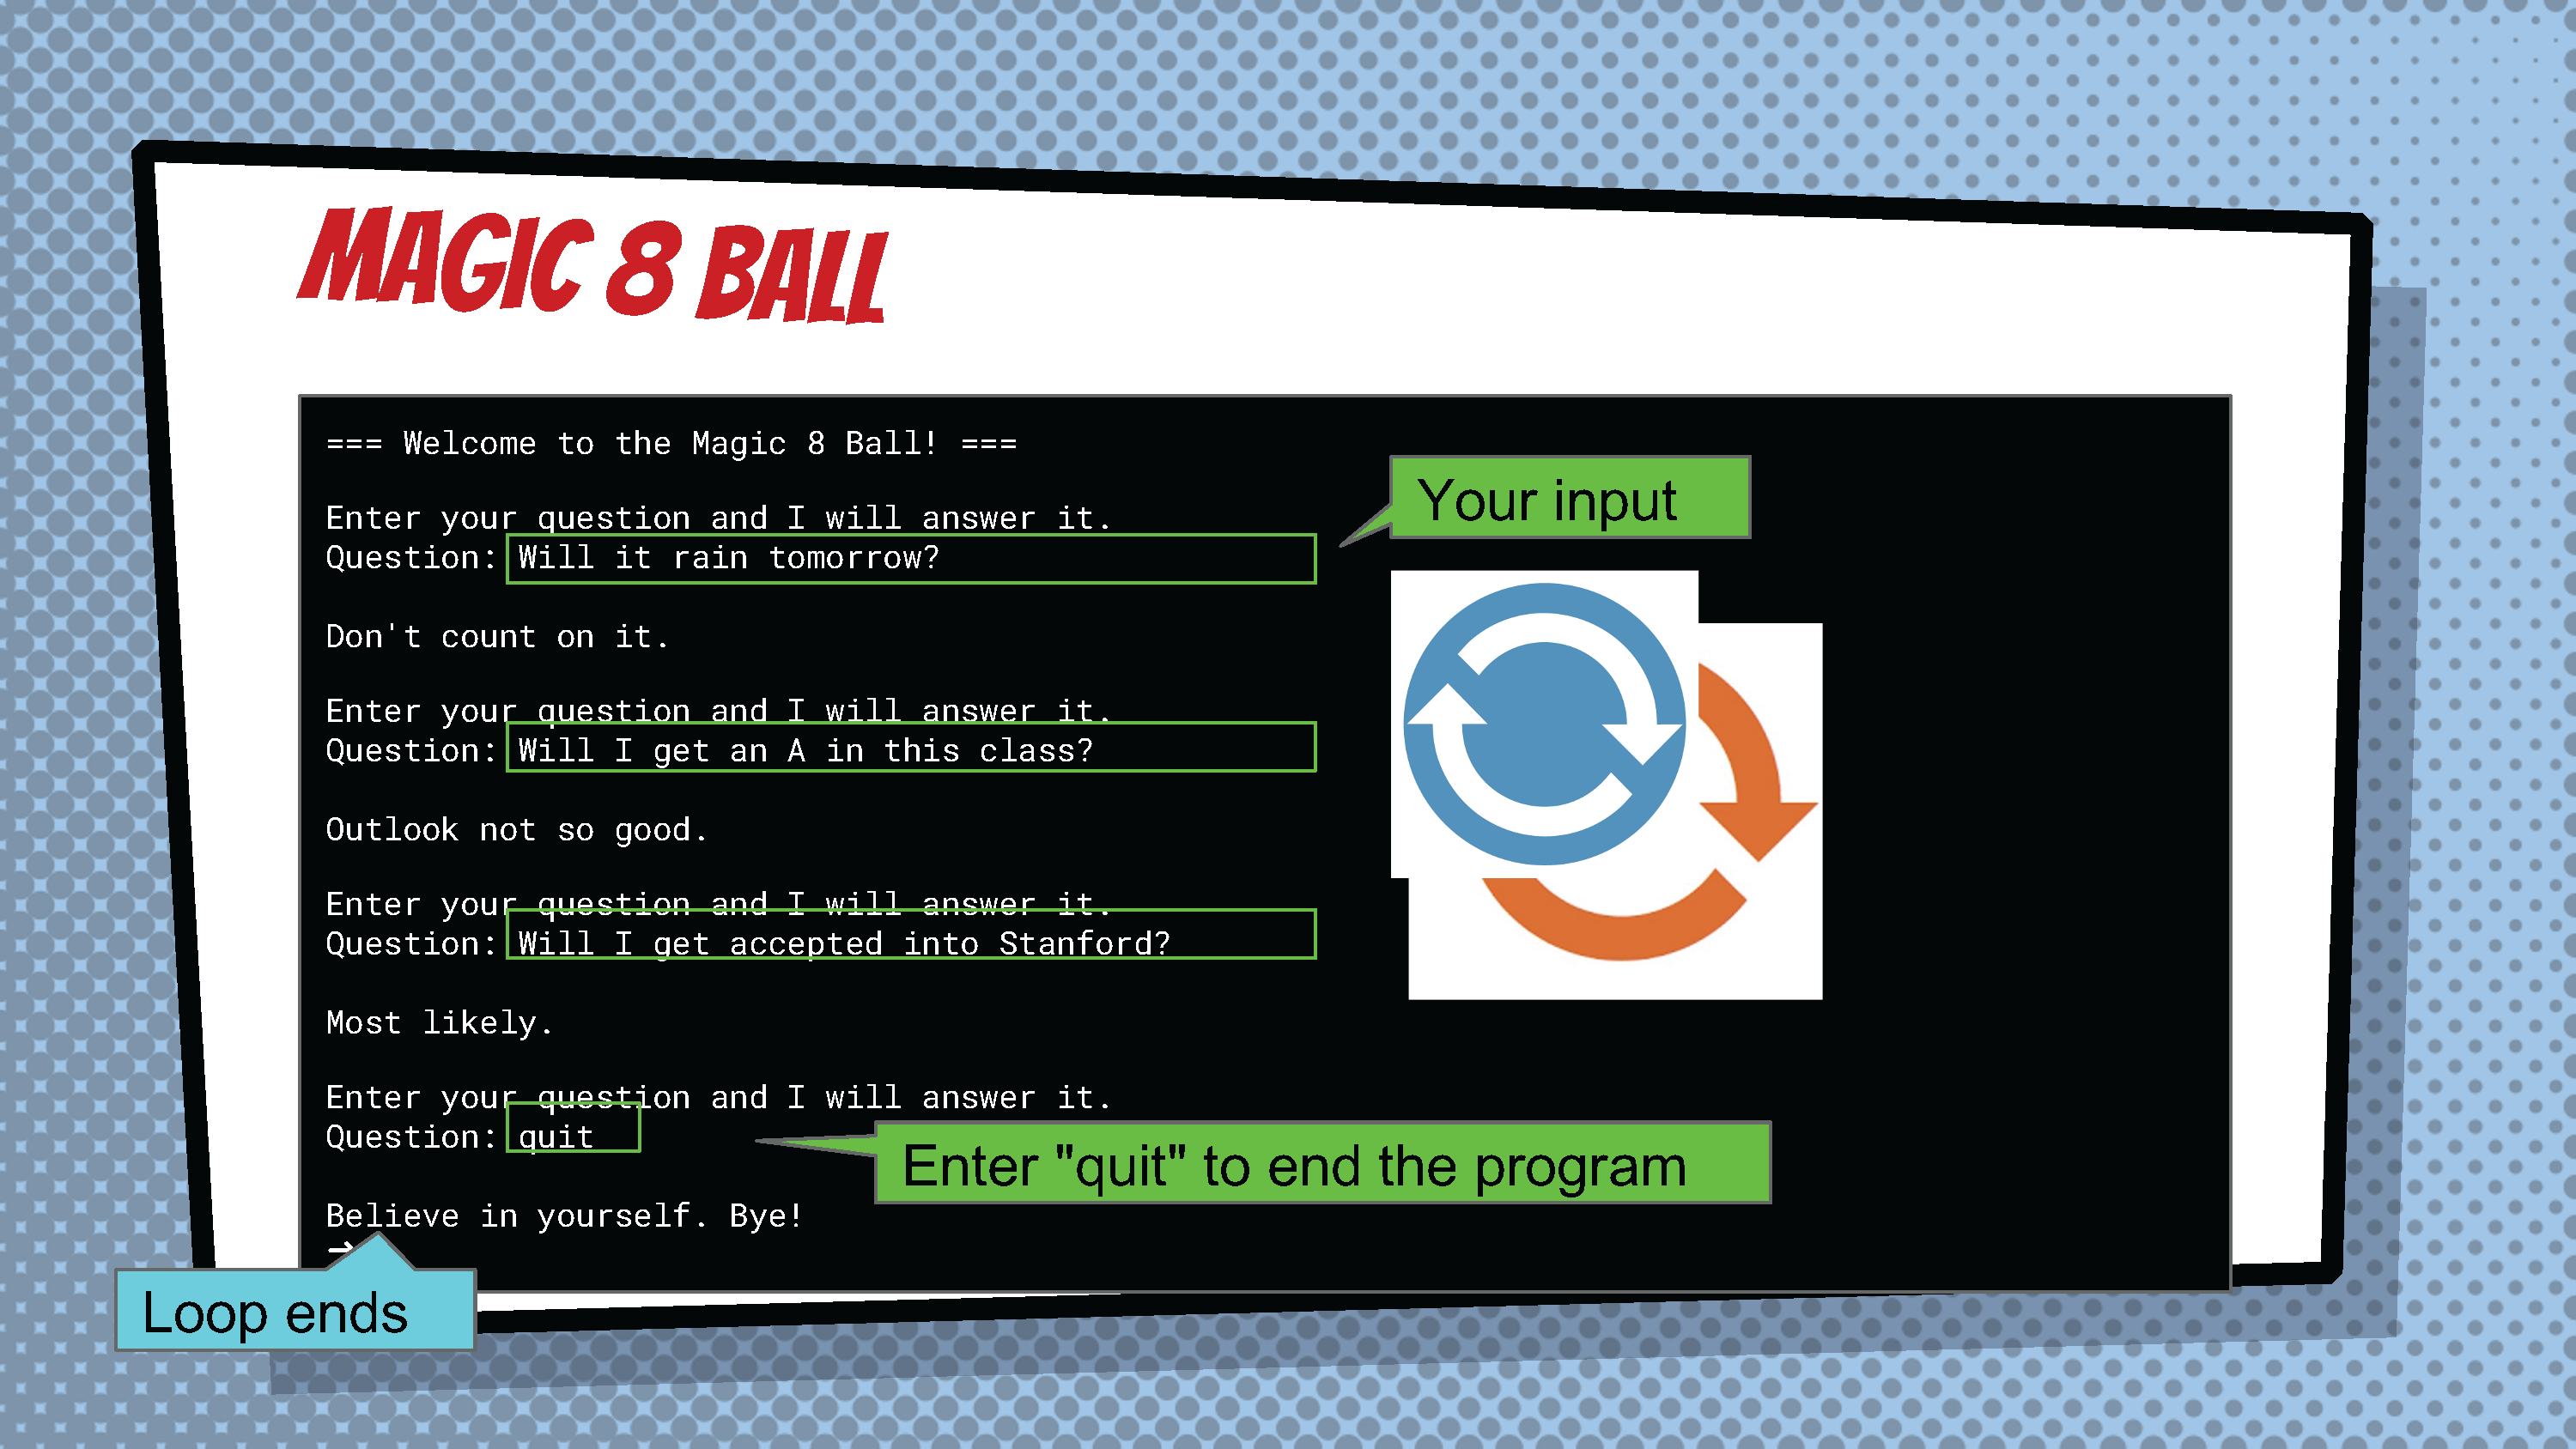 MAGIC 8 BALL
=== Welcome to the Magic 8 Ball! ===
Enter your question and I will answer it.
Question: Will it rain tomorrow?
Your input
Don't count on it.
Enter your question and I will answer it.
Question: Will I get an A in this class?
Outlook not so good.
Enter your question and I will answer it.
Question: Will I get accepted into Stanford?
Most likely.
Enter your question and I will answer it.
Question: quit
Enter "quit" to end the program
Believe in yourself. Bye!
→
Loop ends